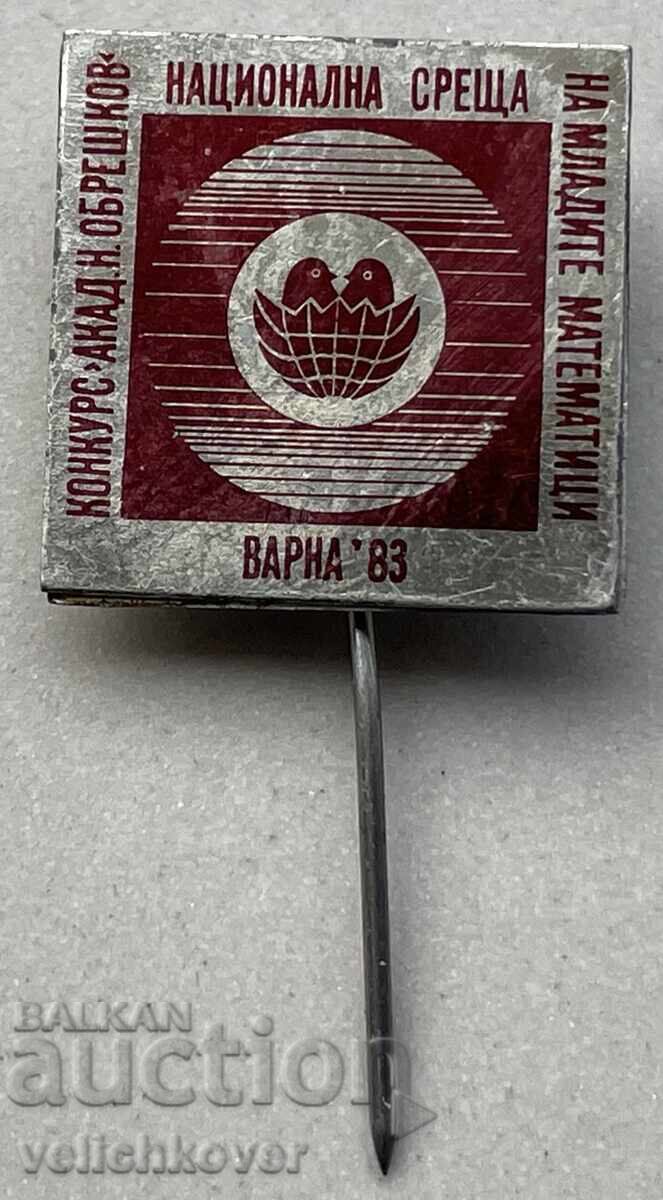 КОНКУРС »АКАД. Н. ОБРЕШКОВ«
НАЦИОНАЛНА СРЕЩА
НА МЛАДИТЕ МАТЕМАТИЦИ
ВАРНА '83
BALKAN
auction
velichkover